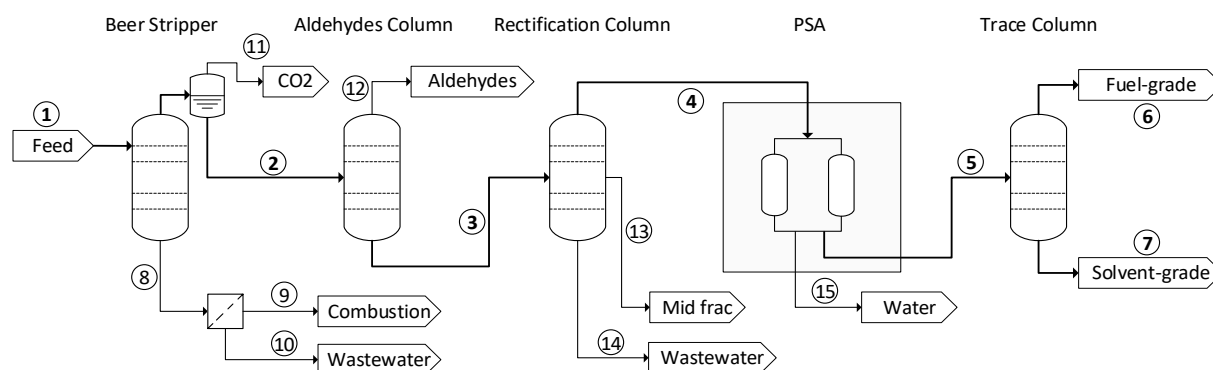 Beer Stripper
Aldehydes Column
Rectification Column
PSA
Trace Column
11
CO2
12
Aldehydes
4
Fuel-grade
6
1
Feed
2
3
5
13
7
Solvent-grade
8
9
Combustion
10
Wastewater
Mid frac
14
Wastewater
15
Water